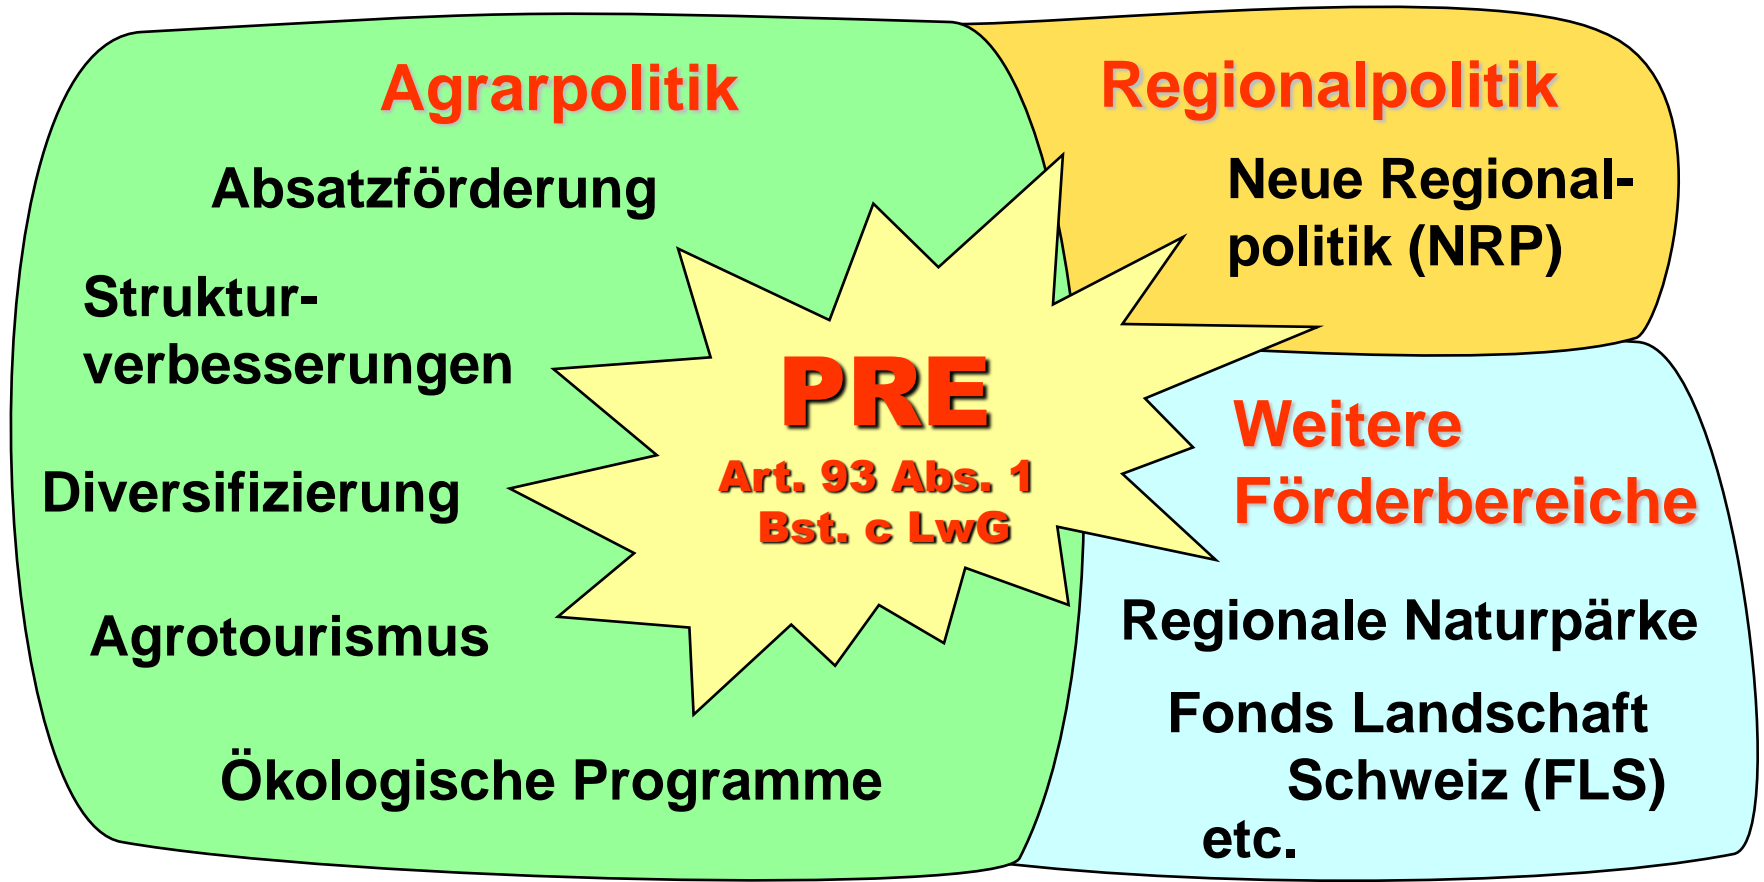 Agrarpolitik
Absatzförderung
Struktur-
verbesserungen
Diversifizierung
Agrotourismus
Ökologische Programme
PRE
Art. 93 Abs. 1
Bst. c LwG
Regionalpolitik
Neue Regional-
politik (NRP)
Weitere
Förderbereiche
Regionale Naturpärke
Fonds Landschaft
Schweiz (FLS)
etc.